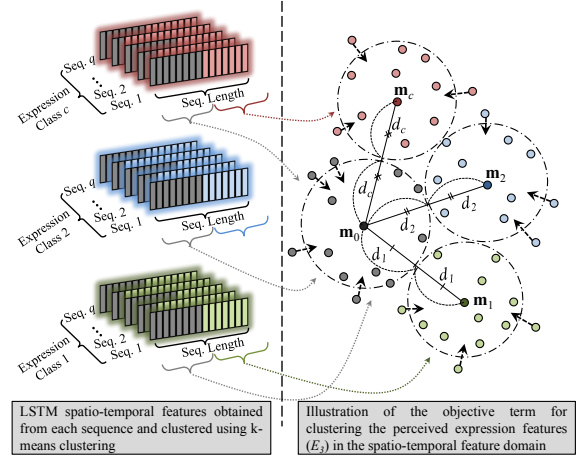 Seq. q
Seq. 2
Seq. 1
Expression
Class c
Seq. Length
Seq. q
Seq. 2
Seq. 1
Expression
Class 2
Seq. Length
Seq. q
Seq. 2
Seq. 1
Expression
Class 1
Seq. Length
m_c
d_c
d_c
m_2
d_2
d_2
m_0
d_1
d_1
m_1
LSTM spatio-temporal features obtained
from each sequence and clustered using k-
means clustering
Illustration of the objective term for
clustering the perceived expression features
(E_3) in the spatio-temporal feature domain